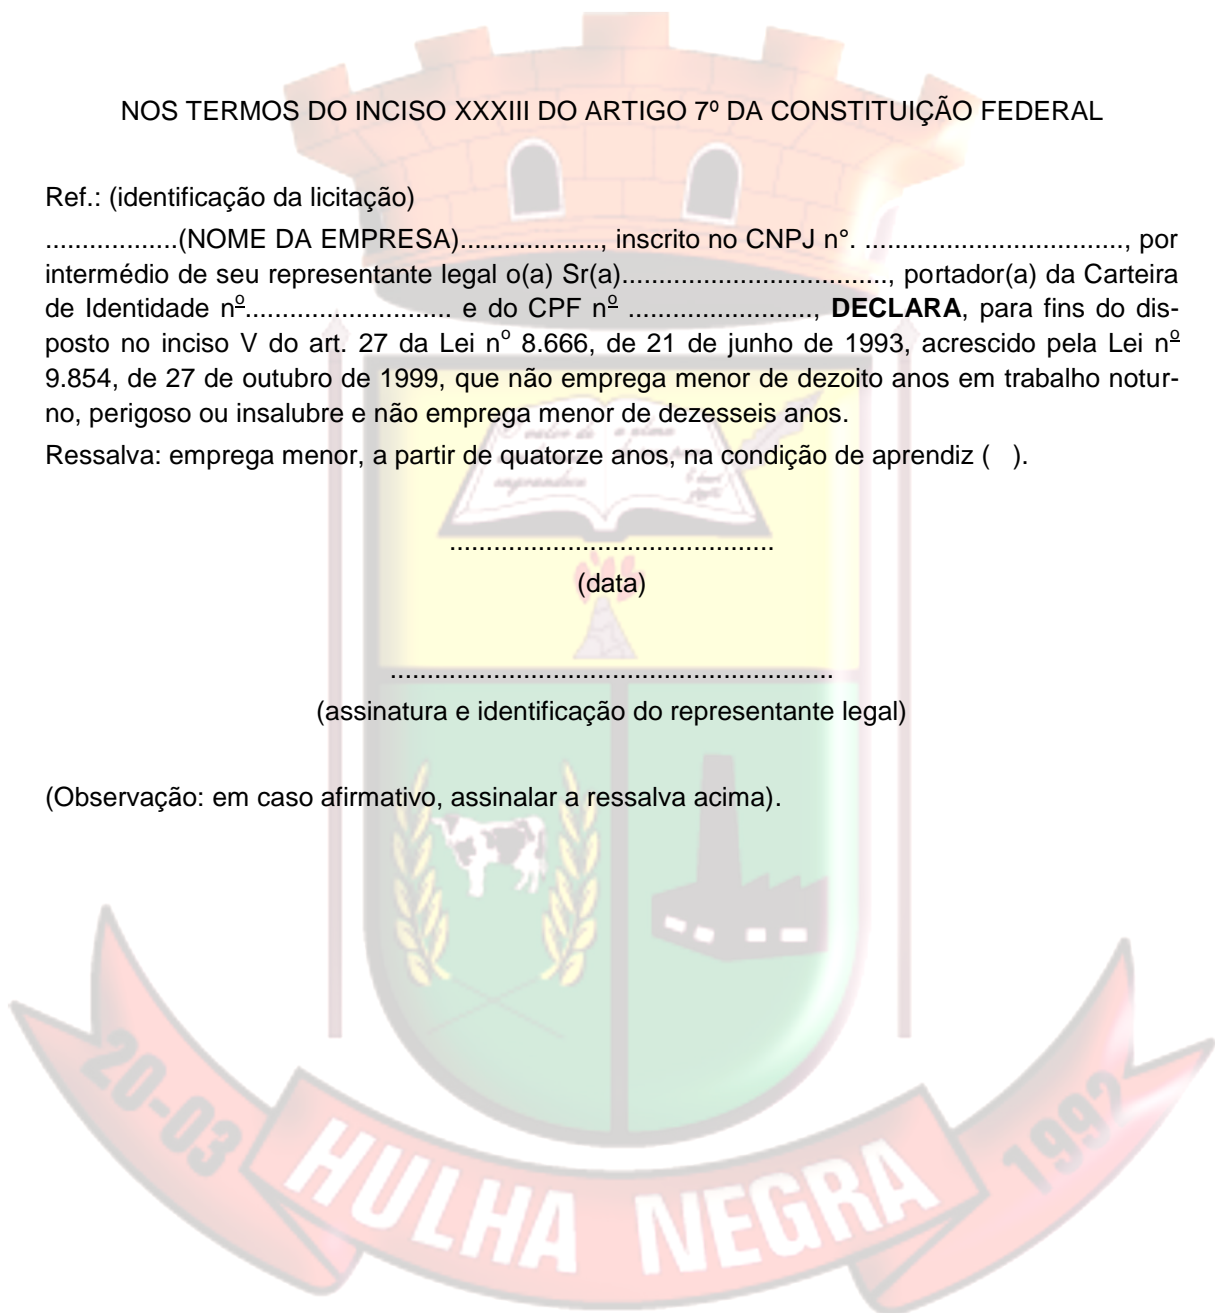 NOS TERMOS DO INCISO XXXIII DO ARTIGO 7º DA CONSTITUIÇÃO FEDERAL
Ref.: (identificação da licitação)
..................(NOME DA EMPRESA)..................., inscrito no CNPJ n°. ..................................., por
intermédio de seu representante legal o(a) Sr(a)...................................., portador(a) da Carteira
de Identidade nº............................ e do CPF nº ........................., DECLARA, para fins do dis-
posto no inciso V do art. 27 da Lei nº 8.666, de 21 de junho de 1993, acrescido pela Lei nº
9.854, de 27 de outubro de 1999, que não emprega menor de dezoito anos em trabalho notur-
no, perigoso ou insalubre e não emprega menor de dezesseis anos.
Ressalva: emprega menor, a partir de quatorze anos, na condição de aprendiz (   ).
............................................
(data)
............................................................
(assinatura e identificação do representante legal)
(Observação: em caso afirmativo, assinalar a ressalva acima).
20-03 HULHA NEGRA 1992